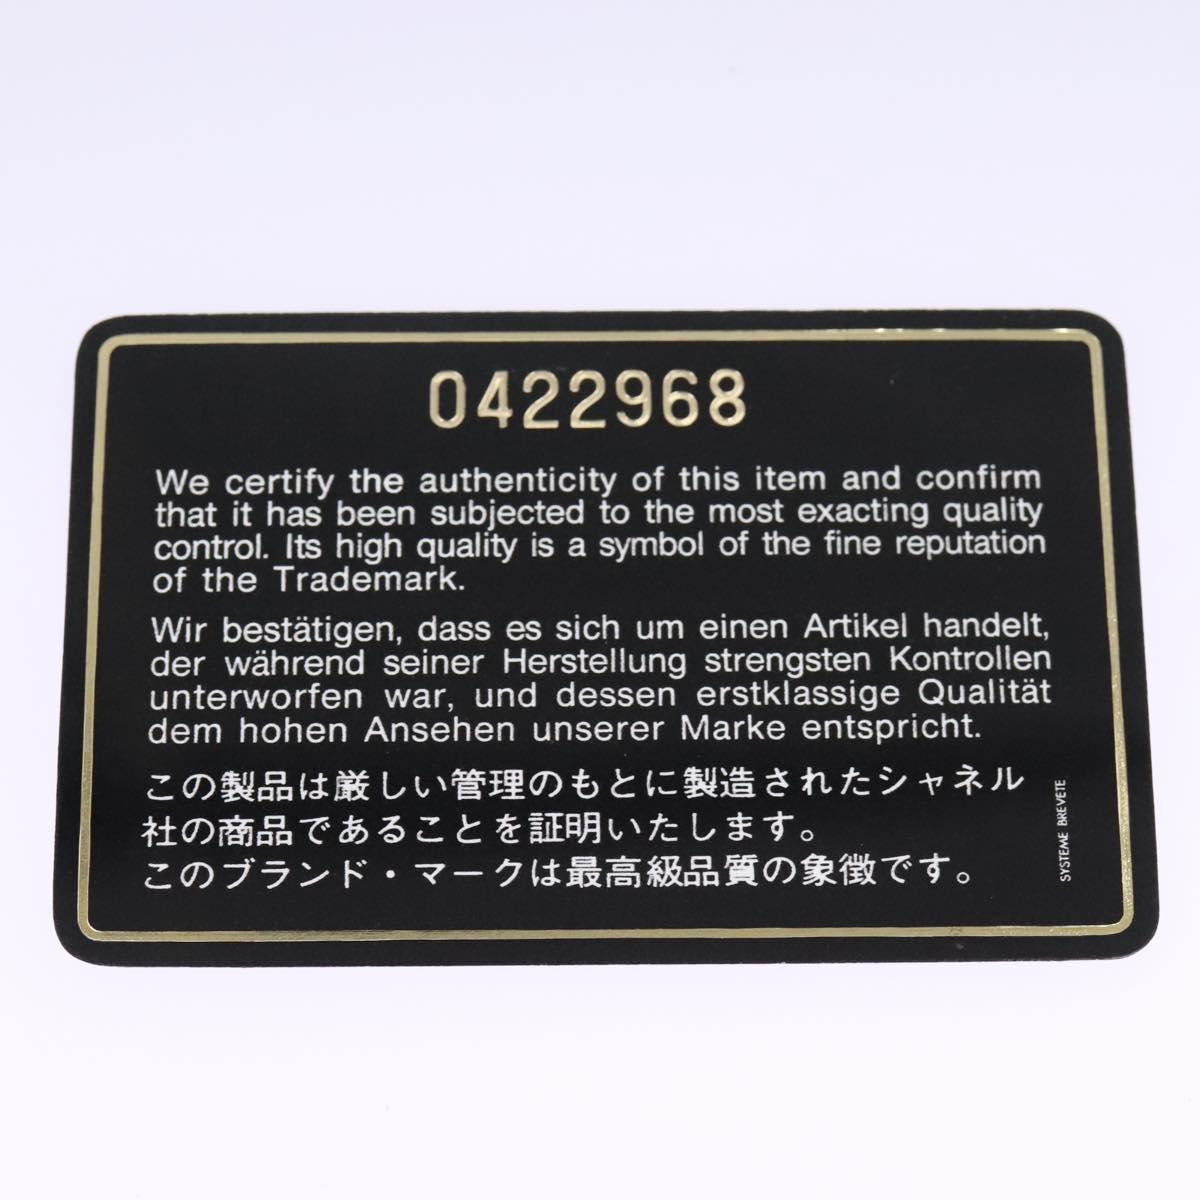 0422968
We certify the authenticity of this item and confirm
that it has been subjected to the most exacting quality
control. Its high quality is a symbol of the fine reputation
of the Trademark.
Wir bestätigen, dass es sich um einen Artikel handelt,
der während seiner Herstellung strengsten Kontrollen
unterworfen war, und dessen erstklassige Qualität
dem hohen Ansehen unserer Marke entspricht.
この製品は厳しい管理のもとに製造されたシャネル
社の商品であることを証明いたします。
このブランド・マークは最高級品質の象徴です。
SYSTEME BREVETE